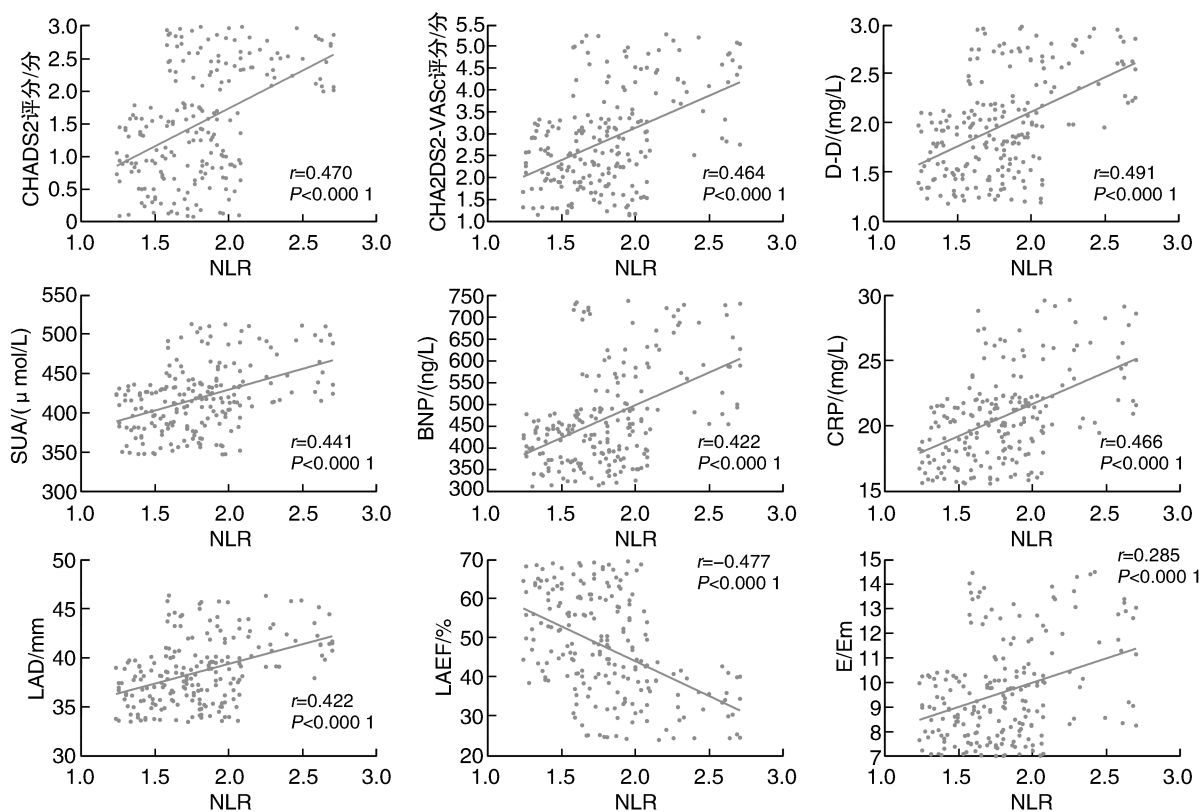 CHADS2评分/分
3.0
2.5
2.0
1.5
1.0
0.5
0
r=0.470
P<0.000 1
1.0 1.5 2.0 2.5 3.0
NLR
CHA2DS2-VASc评分/分
5.5
5.0
4.5
4.0
3.5
3.0
2.5
2.0
1.5
1.0
r=0.464
P<0.000 1
1.0 1.5 2.0 2.5 3.0
NLR
D-D/(mg/L)
3.0
2.5
2.0
1.5
1.0
r=0.491
P<0.000 1
1.0 1.5 2.0 2.5 3.0
NLR
SUA/( μ mol/L)
550
500
450
400
350
300
r=0.441
P<0.000 1
1.0 1.5 2.0 2.5 3.0
NLR
BNP/(ng/L)
750
700
650
600
550
500
450
400
350
300
r=0.422
P<0.000 1
1.0 1.5 2.0 2.5 3.0
NLR
CRP/(mg/L)
30
25
20
15
r=0.466
P<0.000 1
1.0 1.5 2.0 2.5 3.0
NLR
LAD/mm
50
45
40
35
30
r=0.422
P<0.000 1
1.0 1.5 2.0 2.5 3.0
NLR
LAEF/%
70
60
50
40
30
20
r=−0.477
P<0.000 1
1.0 1.5 2.0 2.5 3.0
NLR
E/Em
15
14
13
12
11
10
9
8
7
r=0.285
P<0.000 1
1.0 1.5 2.0 2.5 3.0
NLR